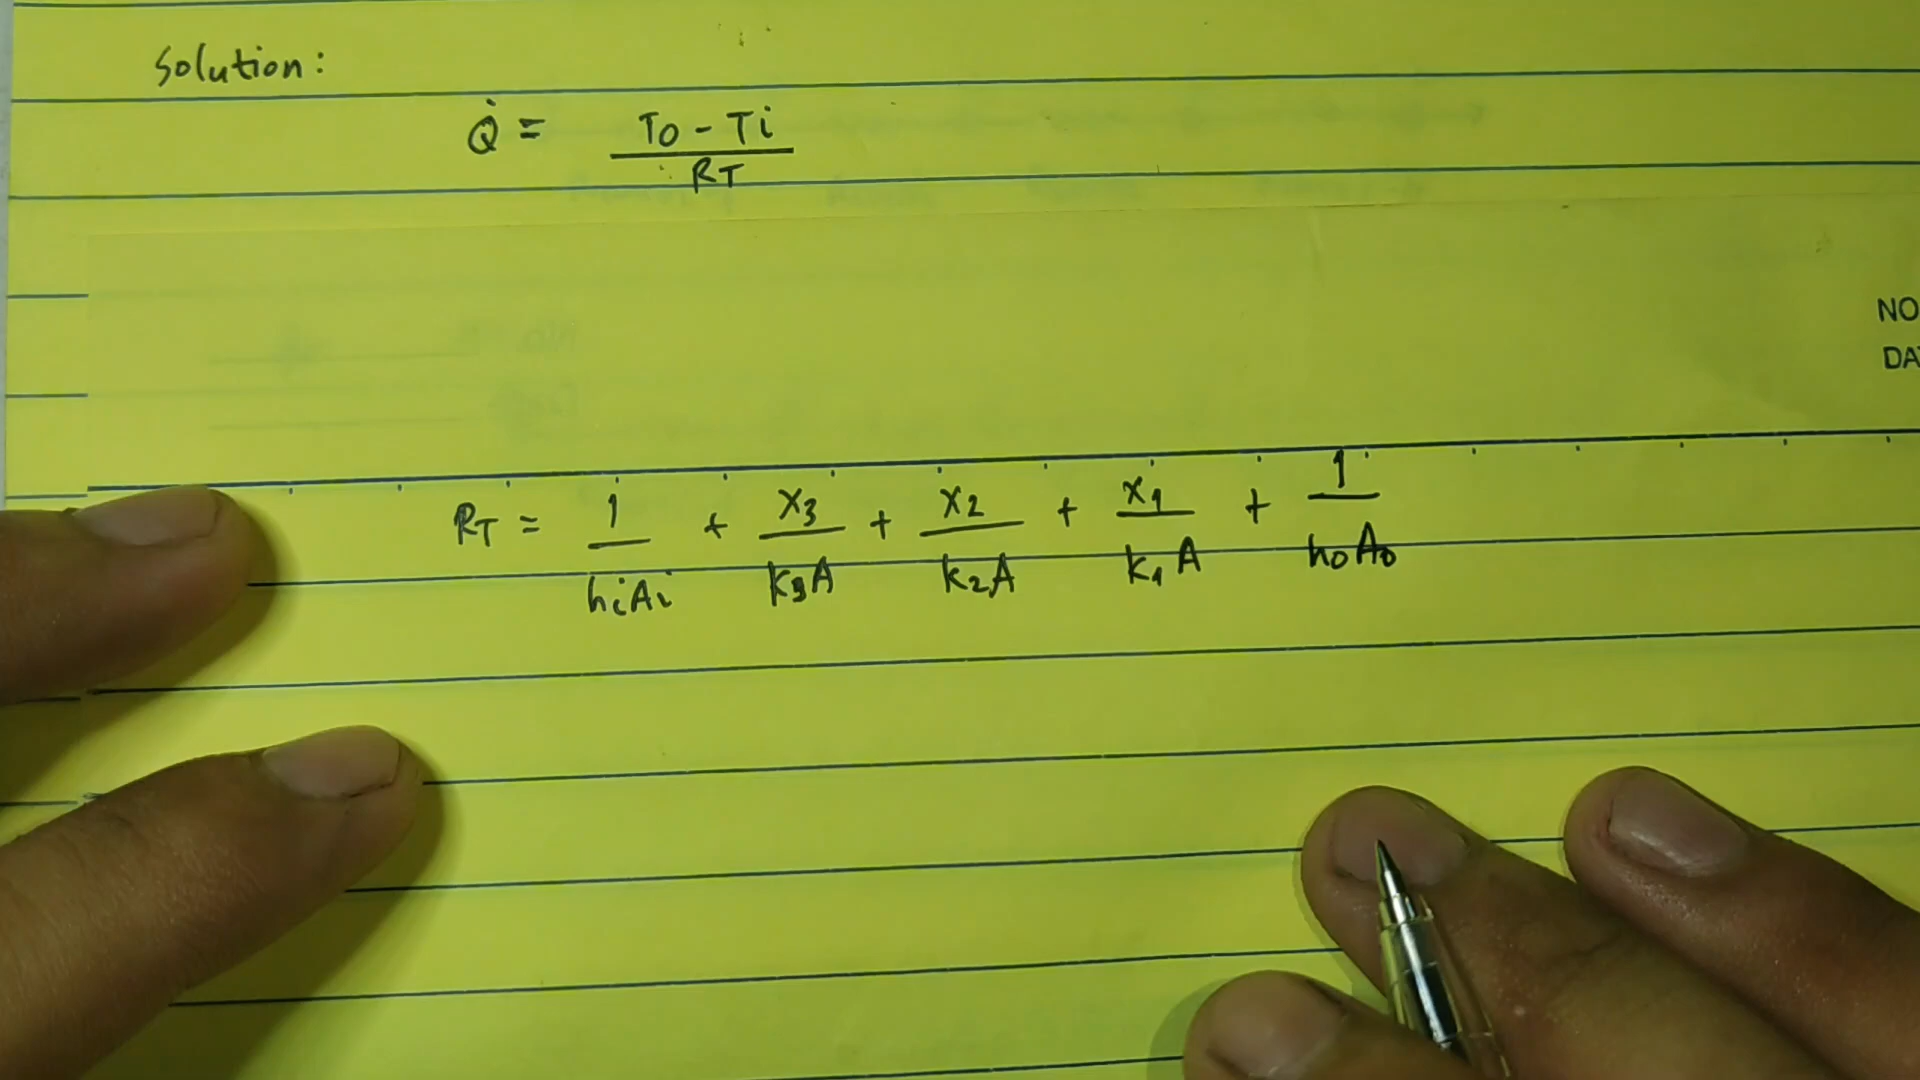 Solution:
Q̇ = To - Ti / RT
NO
DA
RT = 1/hiAi + x3/k3A + x2/k2A + x1/k1A + 1/hoAo